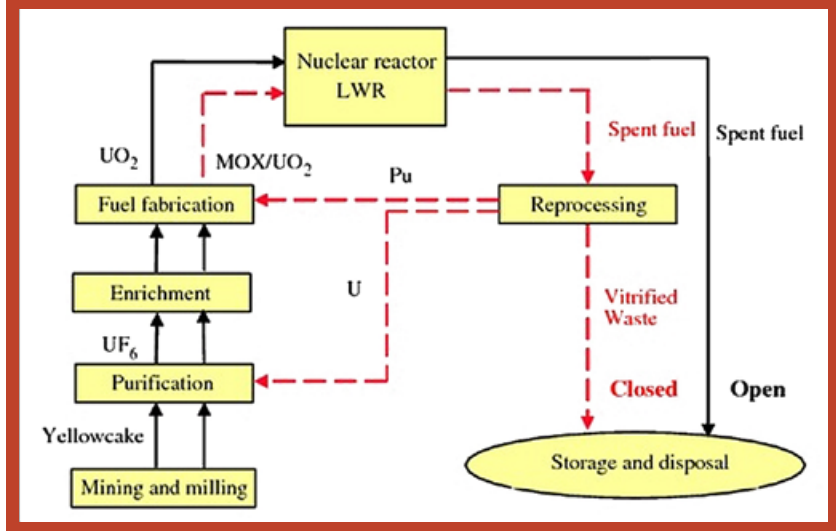 Nuclear reactor
LWR
UO₂
MOX/UO₂
Spent fuel
Spent fuel
Pu
Fuel fabrication
Reprocessing
U
Enrichment
Vitrified
Waste
UF₆
Purification
Closed
Open
Yellowcake
Storage and disposal
Mining and milling